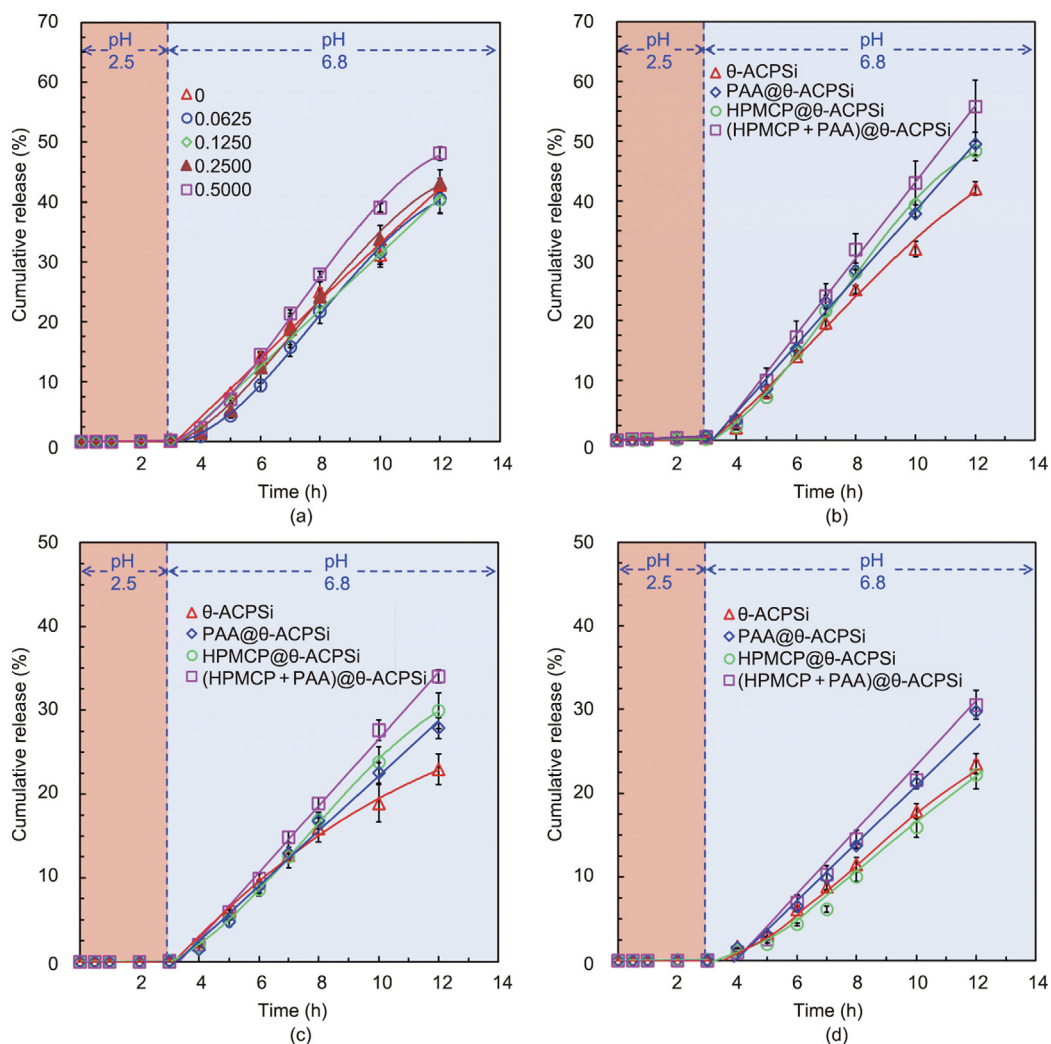 70
60
50
40
30
20
10
0
Cumulative release (%)
pH
2.5
pH
6.8
0
0.0625
0.1250
0.2500
0.5000
2 4 6 8 10 12 14
Time (h)
(a)
70
60
50
40
30
20
10
0
Cumulative release (%)
pH
2.5
pH
6.8
θ-ACPSi
PAA@θ-ACPSi
HPMCP@θ-ACPSi
(HPMCP + PAA)@θ-ACPSi
2 4 6 8 10 12 14
Time (h)
(b)
50
40
30
20
10
0
Cumulative release (%)
pH
2.5
pH
6.8
θ-ACPSi
PAA@θ-ACPSi
HPMCP@θ-ACPSi
(HPMCP + PAA)@θ-ACPSi
2 4 6 8 10 12 14
Time (h)
(c)
50
40
30
20
10
0
Cumulative release (%)
pH
2.5
pH
6.8
θ-ACPSi
PAA@θ-ACPSi
HPMCP@θ-ACPSi
(HPMCP + PAA)@θ-ACPSi
2 4 6 8 10 12 14
Time (h)
(d)